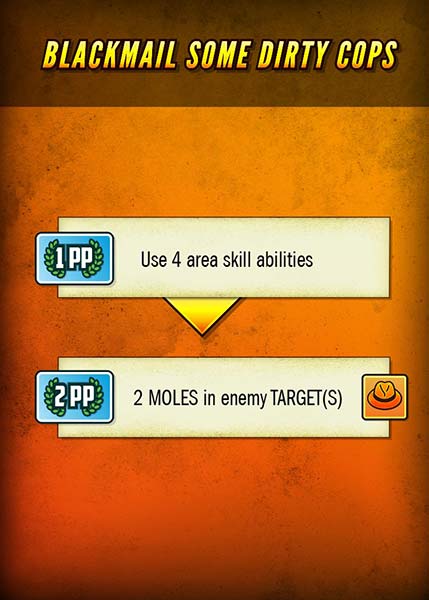 BLACKMAIL SOME DIRTY COPS
1 PP
Use 4 area skill abilities
2 PP
2 MOLES in enemy TARGET(S)